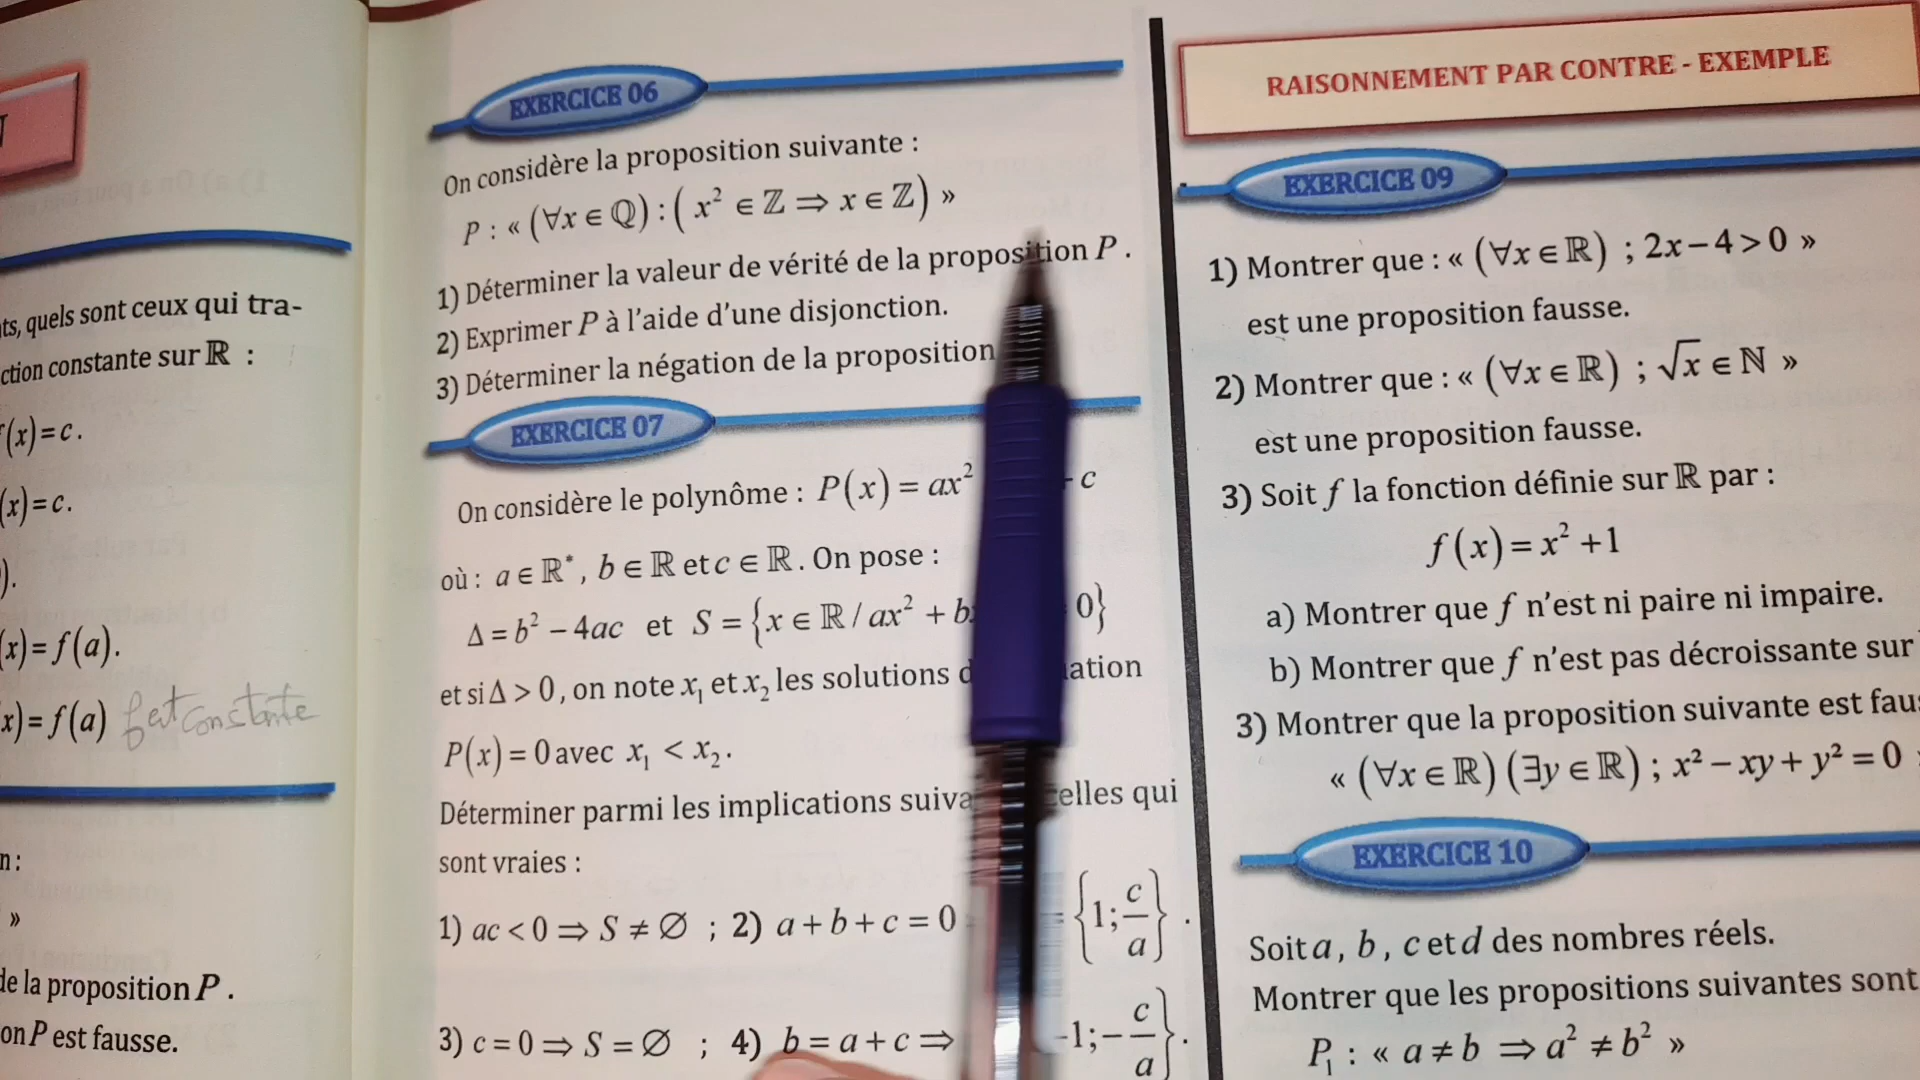 ts, quels sont ceux qui tra-
ction constante sur ℝ :
f(x)=c.
(x)=c.
).
(x)=f(a).
x)=f(a) f est constante
n:
»
de la proposition P.
on P est fausse.
EXERCICE 06
On considère la proposition suivante :
P : « (∀x ∈ ℚ) : ( x² ∈ ℤ ⇒ x ∈ ℤ ) »
1) Déterminer la valeur de vérité de la proposition P .
2) Exprimer P à l'aide d'une disjonction.
3) Déterminer la négation de la proposition
EXERCICE 07
On considère le polynôme : P(x) = ax² c
où : a ∈ ℝ*, b ∈ ℝ et c ∈ ℝ. On pose :
Δ = b² − 4ac et S = {x ∈ ℝ / ax² + b 0}
et si Δ > 0, on note x₁ et x₂ les solutions d ation
P(x) = 0 avec x₁ < x₂.
Déterminer parmi les implications suiva elles qui
sont vraies :
1) ac < 0 ⇒ S ≠ ∅ ; 2) a + b + c = 0 = {1; c/a} .
3) c = 0 ⇒ S = ∅ ; 4) b = a + c ⇒ -1; − c/a} .
RAISONNEMENT PAR CONTRE - EXEMPLE
EXERCICE 09
1) Montrer que : « (∀x ∈ ℝ) ; 2x − 4 > 0 »
est une proposition fausse.
2) Montrer que : « (∀x ∈ ℝ) ; √x ∈ ℕ »
est une proposition fausse.
3) Soit f la fonction définie sur ℝ par :
f(x) = x² + 1
a) Montrer que f n'est ni paire ni impaire.
b) Montrer que f n'est pas décroissante sur
3) Montrer que la proposition suivante est faus
« (∀x ∈ ℝ) (∃y ∈ ℝ) ; x² − xy + y² = 0
EXERCICE 10
Soit a , b , c et d des nombres réels.
Montrer que les propositions suivantes sont
P₁ : « a ≠ b ⇒ a² ≠ b² »